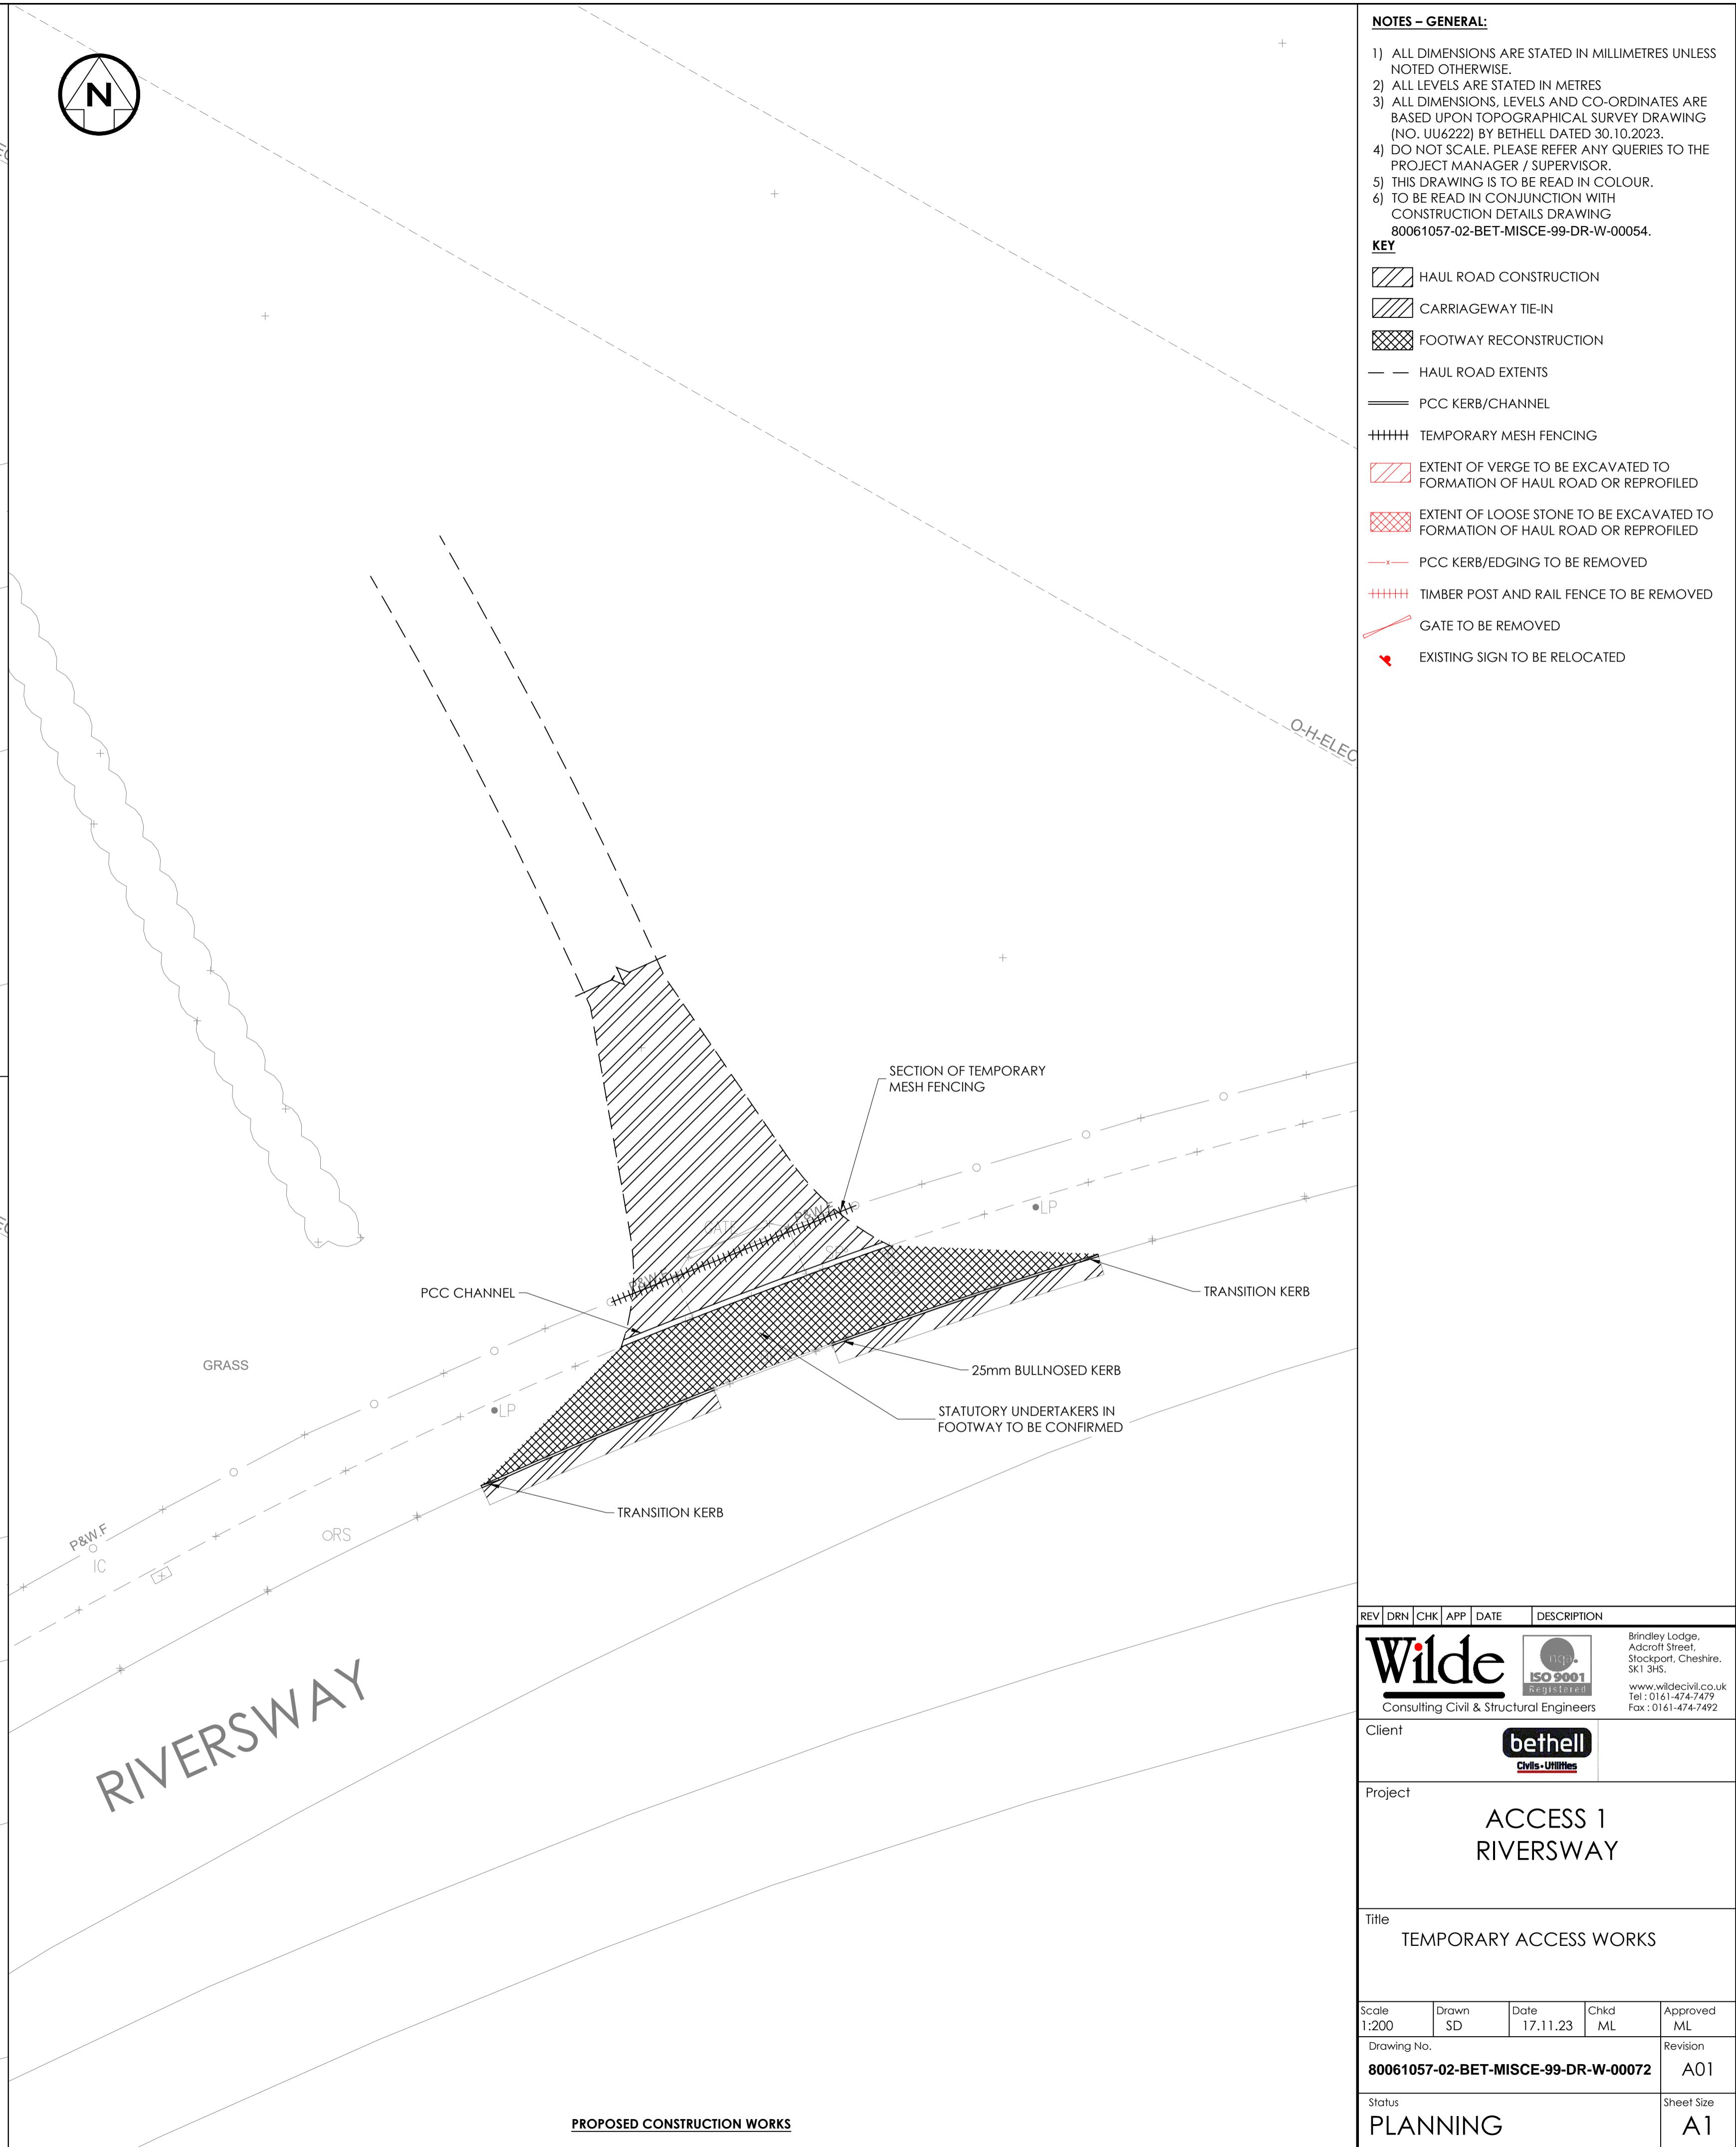 N
O-H-ELEC
SECTION OF TEMPORARY
MESH FENCING
GATE
P&W.F
LP
P&W.F
PCC CHANNEL
TRANSITION KERB
GRASS
25mm BULLNOSED KERB
LP
STATUTORY UNDERTAKERS IN
FOOTWAY TO BE CONFIRMED
TRANSITION KERB
P&W.F
RS
IC
RIVERSWAY
PROPOSED CONSTRUCTION WORKS
NOTES – GENERAL:
1) ALL DIMENSIONS ARE STATED IN MILLIMETRES UNLESS
NOTED OTHERWISE.
2) ALL LEVELS ARE STATED IN METRES
3) ALL DIMENSIONS, LEVELS AND CO-ORDINATES ARE
BASED UPON TOPOGRAPHICAL SURVEY DRAWING
(NO. UU6222) BY BETHELL DATED 30.10.2023.
4) DO NOT SCALE. PLEASE REFER ANY QUERIES TO THE
PROJECT MANAGER / SUPERVISOR.
5) THIS DRAWING IS TO BE READ IN COLOUR.
6) TO BE READ IN CONJUNCTION WITH
CONSTRUCTION DETAILS DRAWING
80061057-02-BET-MISCE-99-DR-W-00054.
KEY
HAUL ROAD CONSTRUCTION
CARRIAGEWAY TIE-IN
FOOTWAY RECONSTRUCTION
HAUL ROAD EXTENTS
PCC KERB/CHANNEL
TEMPORARY MESH FENCING
EXTENT OF VERGE TO BE EXCAVATED TO
FORMATION OF HAUL ROAD OR REPROFILED
EXTENT OF LOOSE STONE TO BE EXCAVATED TO
FORMATION OF HAUL ROAD OR REPROFILED
PCC KERB/EDGING TO BE REMOVED
TIMBER POST AND RAIL FENCE TO BE REMOVED
GATE TO BE REMOVED
EXISTING SIGN TO BE RELOCATED
REV DRN CHK APP DATE DESCRIPTION
Wilde
Consulting Civil & Structural Engineers
nqa.
ISO 9001
Registered
Brindley Lodge,
Adcroft Street,
Stockport, Cheshire.
SK1 3HS.
www.wildecivil.co.uk
Tel : 0161-474-7479
Fax : 0161-474-7492
Client
bethell
Civils • Utilities
Project
ACCESS 1
RIVERSWAY
Title
TEMPORARY ACCESS WORKS
Scale Drawn Date Chkd Approved
1:200 SD 17.11.23 ML ML
Drawing No. Revision
80061057-02-BET-MISCE-99-DR-W-00072 A01
Status Sheet Size
PLANNING A1